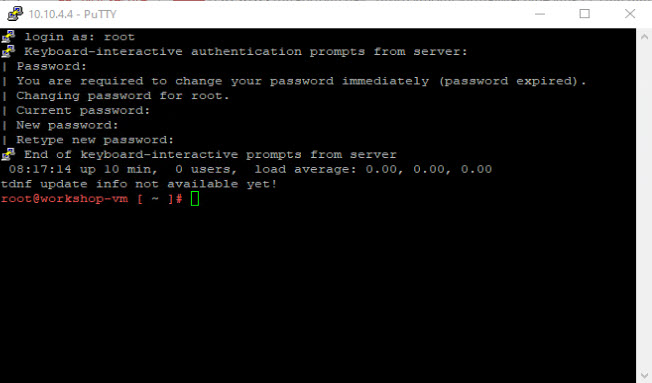 10.10.4.4 - PuTTY
login as: root
Keyboard-interactive authentication prompts from server:
| Password:
| You are required to change your password immediately (password expired).
| Changing password for root.
| Current password:
| New password:
| Retype new password:
End of keyboard-interactive prompts from server
08:17:14 up 10 min,  0 users,  load average: 0.00, 0.00, 0.00
tdnf update info not available yet!
root@workshop-vm [ ~ ]#